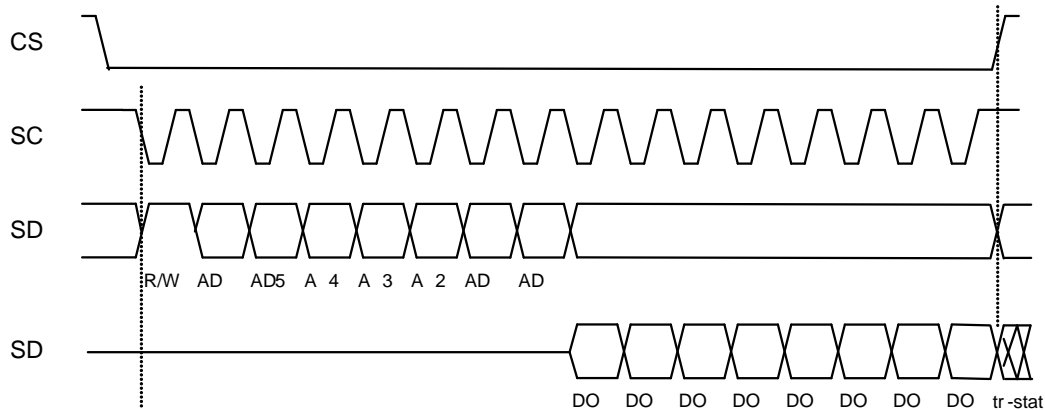 CS
SC
SD
R/W AD AD5 A 4 A 3 A 2 AD AD
SD
DO DO DO DO DO DO DO DO tr-stat